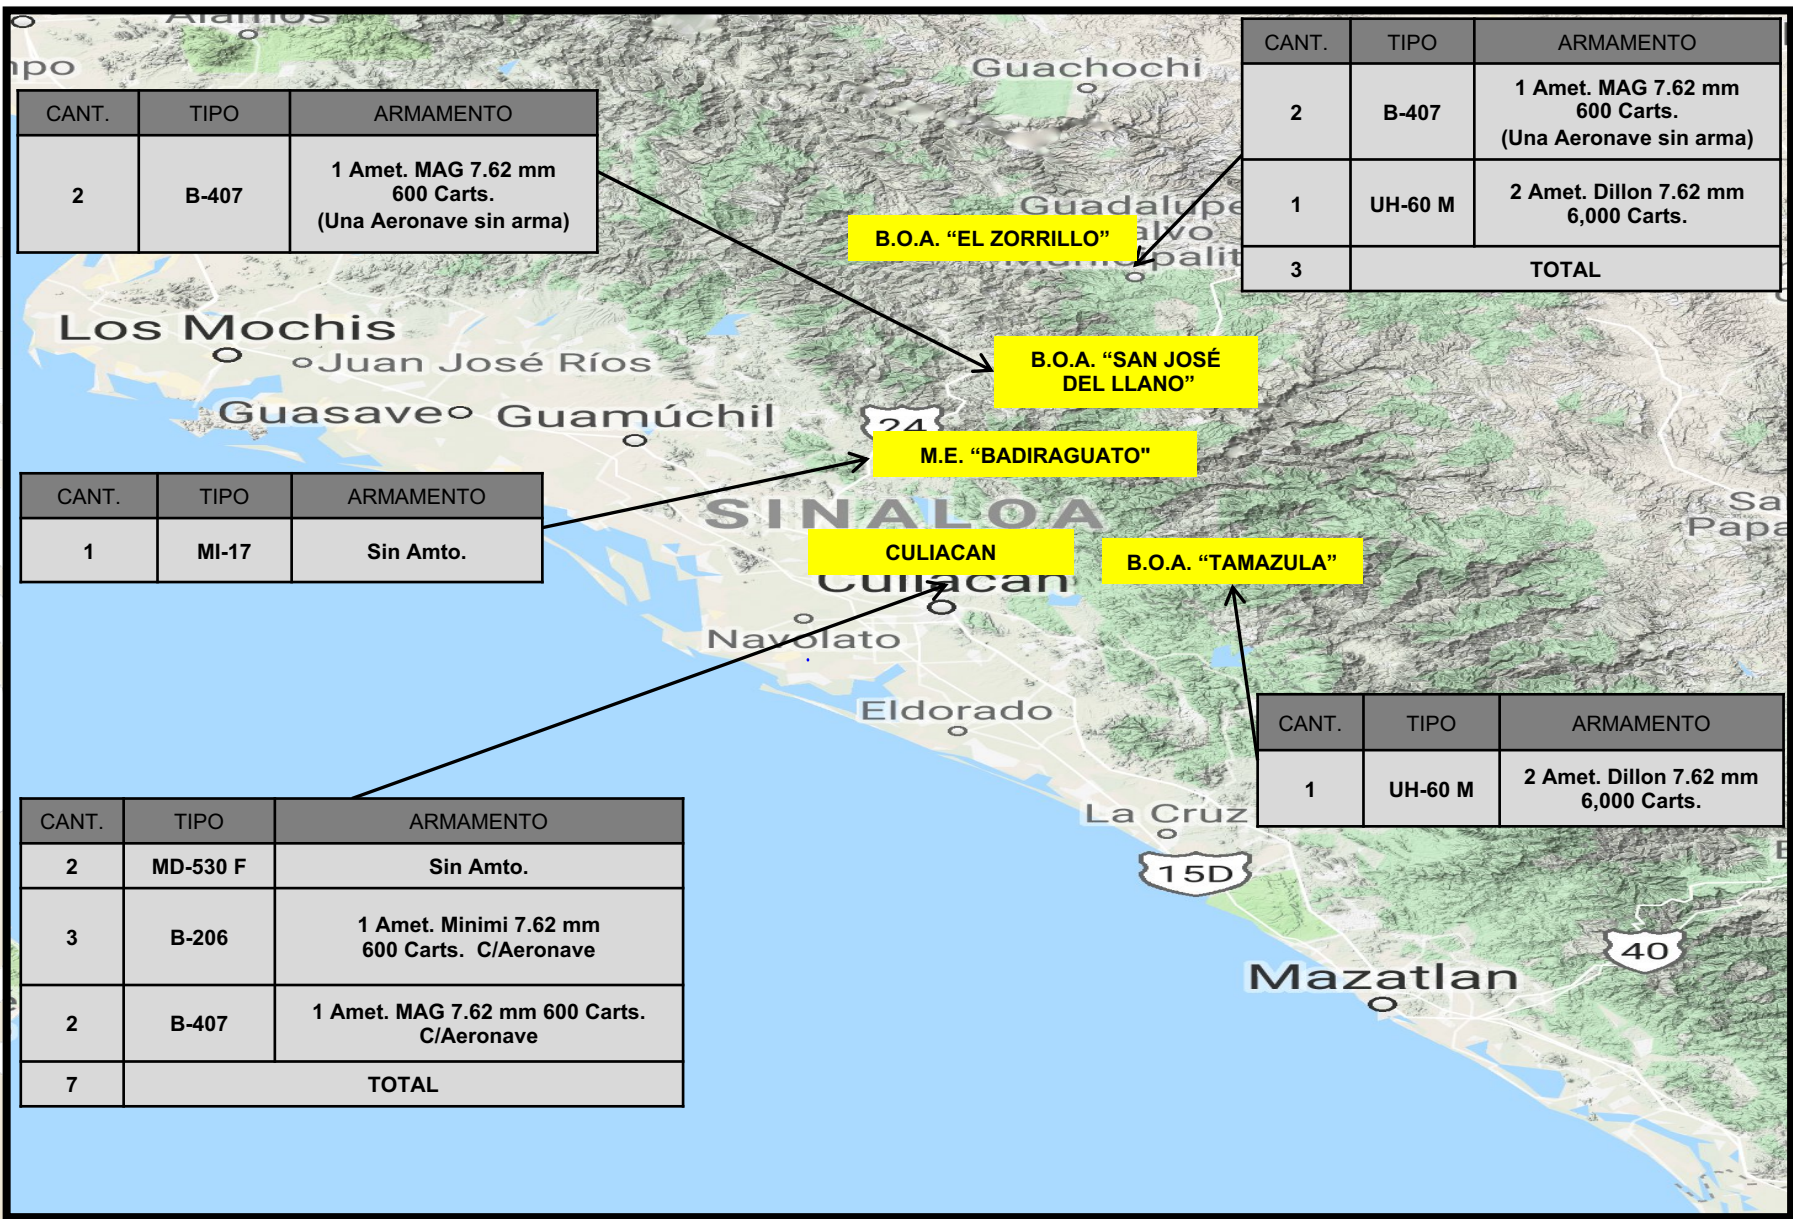 Alamos
Guachochi
CANT. TIPO ARMAMENTO
2 B-407 1 Amet. MAG 7.62 mm
600 Carts.
(Una Aeronave sin arma)
1 UH-60 M 2 Amet. Dillon 7.62 mm
6,000 Carts.
3 TOTAL
CANT. TIPO ARMAMENTO
2 B-407 1 Amet. MAG 7.62 mm
600 Carts.
(Una Aeronave sin arma)
Guadalupe
B.O.A. “EL ZORRILLO”
Los Mochis
Juan José Ríos
B.O.A. “SAN JOSÉ
DEL LLANO”
Guasave
Guamúchil
24
M.E. “BADIRAGUATO"
CANT. TIPO ARMAMENTO
1 MI-17 Sin Amto.
SINALOA
CULIACAN
Culiacan
B.O.A. “TAMAZULA”
Navolato
Eldorado
CANT. TIPO ARMAMENTO
1 UH-60 M 2 Amet. Dillon 7.62 mm
6,000 Carts.
La Cruz
15D
CANT. TIPO ARMAMENTO
2 MD-530 F Sin Amto.
3 B-206 1 Amet. Minimi 7.62 mm
600 Carts. C/Aeronave
2 B-407 1 Amet. MAG 7.62 mm 600 Carts.
C/Aeronave
7 TOTAL
40
Mazatlan